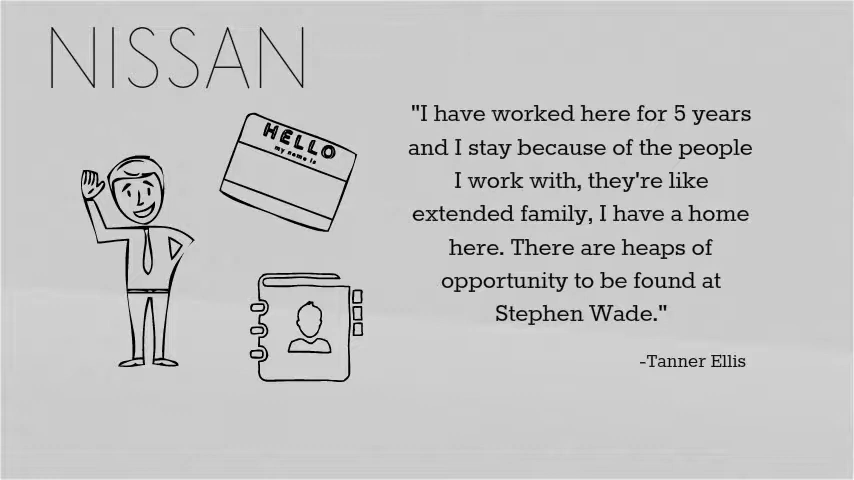 NISSAN
HELLO
my name is
"I have worked here for 5 years
and I stay because of the people
I work with, they're like
extended family, I have a home
here. There are heaps of
opportunity to be found at
Stephen Wade."
-Tanner Ellis